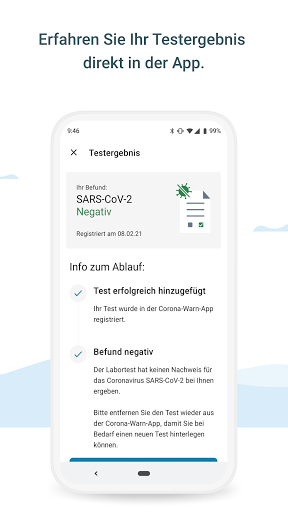 Erfahren Sie Ihr Testergebnis
direkt in der App.
9:46
99%
Testergebnis
Ihr Befund:
SARS-CoV-2
Negativ
Registriert am 08.02.21
Info zum Ablauf:
Test erfolgreich hinzugefügt
Ihr Test wurde in der Corona-Warn-App
registriert.
Befund negativ
Der Labortest hat keinen Nachweis für
das Coronavirus SARS-CoV-2 bei Ihnen
ergeben.
Bitte entfernen Sie den Test wieder aus
der Corona-Warn-App, damit Sie bei
Bedarf einen neuen Test hinterlegen
können.